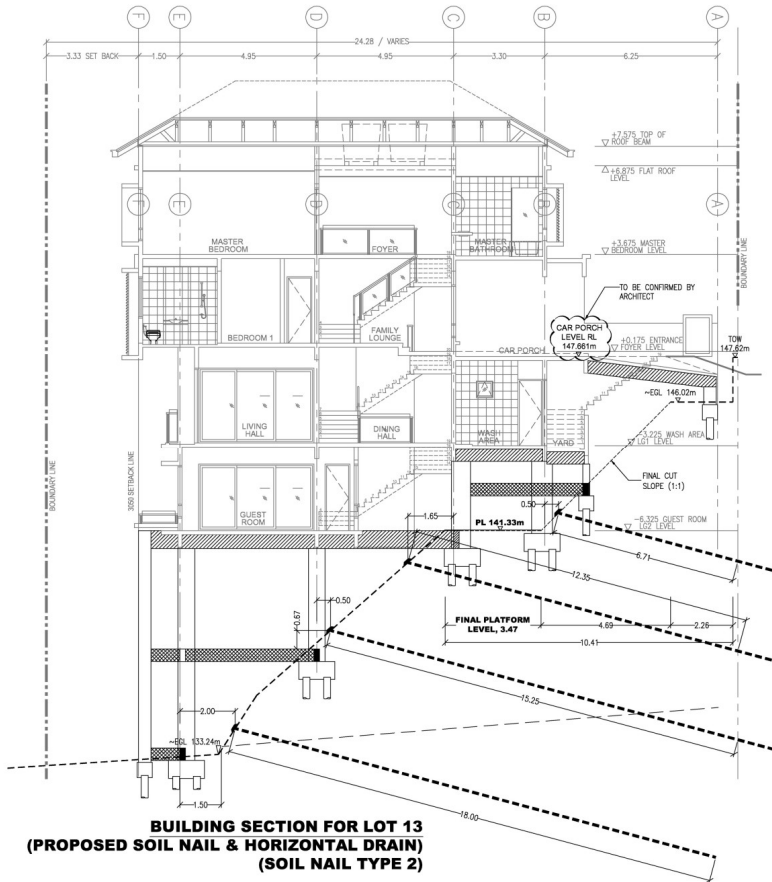 F E D C B A
24.28 / VARIES
3.33 SET BACK 1.50 4.95 4.95 3.30 6.25
+7.575 TOP OF
ROOF BEAM
+6.875 FLAT ROOF
LEVEL
F E D C B A
MASTER
BEDROOM
FOYER
MASTER
BATHROOM
+3.675 MASTER
BEDROOM LEVEL
BOUNDARY LINE
TO BE CONFIRMED BY
ARCHITECT
CAR PORCH
LEVEL RL
147.661m
BEDROOM 1
FAMILY
LOUNGE
CAR PORCH
+0.175 ENTRANCE
FOYER LEVEL
TOW
147.62m
~EGL 146.02m
LIVING
HALL
DINING
HALL
WASH
AREA
YARD
-3.225 WASH AREA
LG1 LEVEL
FINAL CUT
SLOPE (1:1)
BOUNDARY LINE
3050 SETBACK LINE
GUEST
ROOM
1.65
PL 141.33m
0.50
-6.325 GUEST ROOM
LG2 LEVEL
6.71
12.35
0.50
0.67
FINAL PLATFORM
LEVEL, 3.47
4.69 2.26
10.41
15.25
2.00
~EGL 133.24m
1.50
18.00
BUILDING SECTION FOR LOT 13
(PROPOSED SOIL NAIL & HORIZONTAL DRAIN)
(SOIL NAIL TYPE 2)